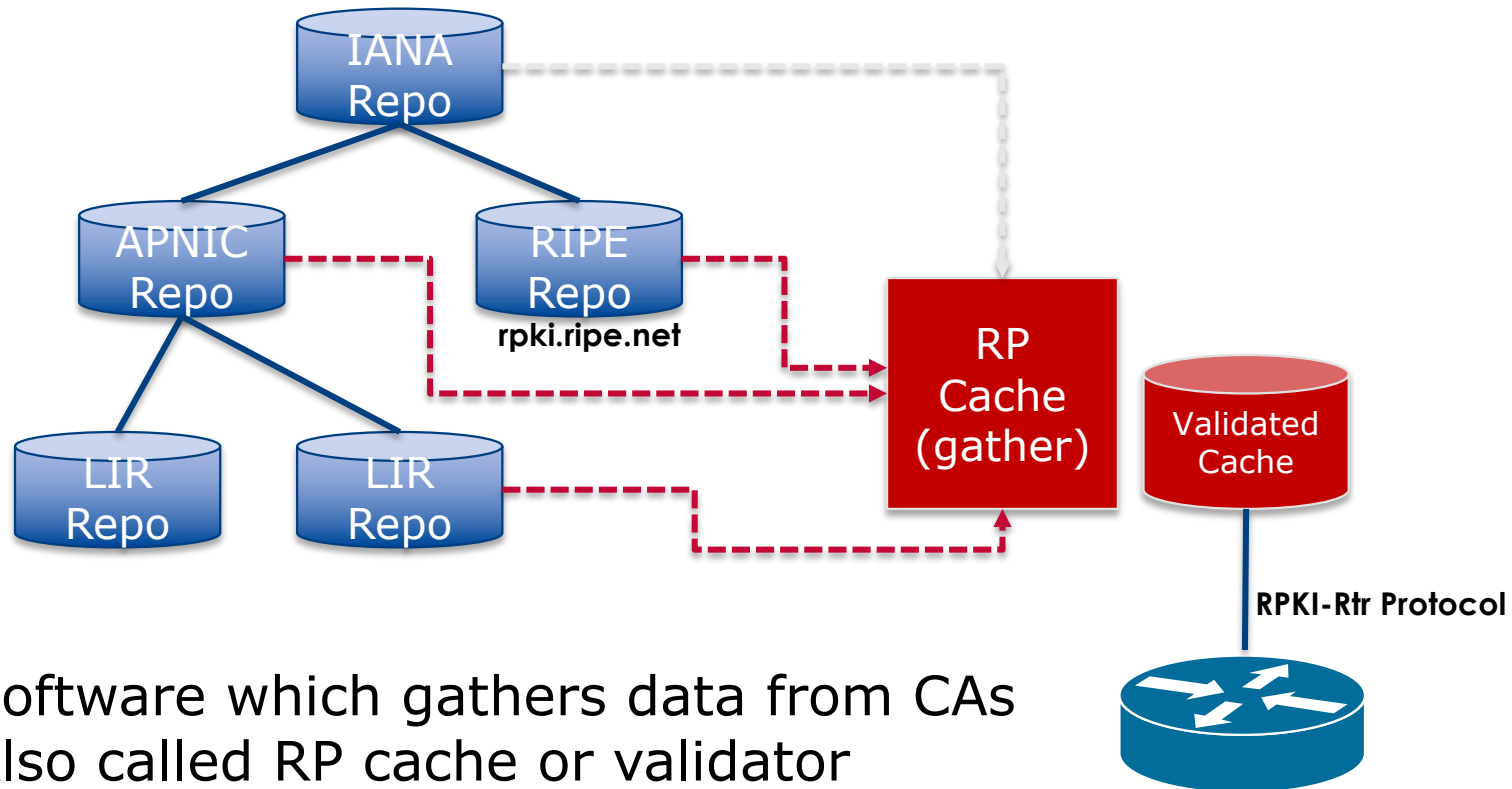 IANA
Repo
APNIC
Repo
RIPE
Repo
rpki.ripe.net
LIR
Repo
LIR
Repo
RP
Cache
(gather)
Validated
Cache
RPKI-Rtr Protocol
oftware which gathers data from CAs
lso called RP cache or validator